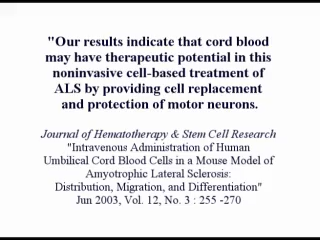 "Our results indicate that cord blood
may have therapeutic potential in this
noninvasive cell-based treatment of
ALS by providing cell replacement
and protection of motor neurons.
Journal of Hematotherapy & Stem Cell Research
"Intravenous Administration of Human
Umbilical Cord Blood Cells in a Mouse Model of
Amyotrophic Lateral Sclerosis:
Distribution, Migration, and Differentiation"
Jun 2003, Vol. 12, No. 3 : 255 -270